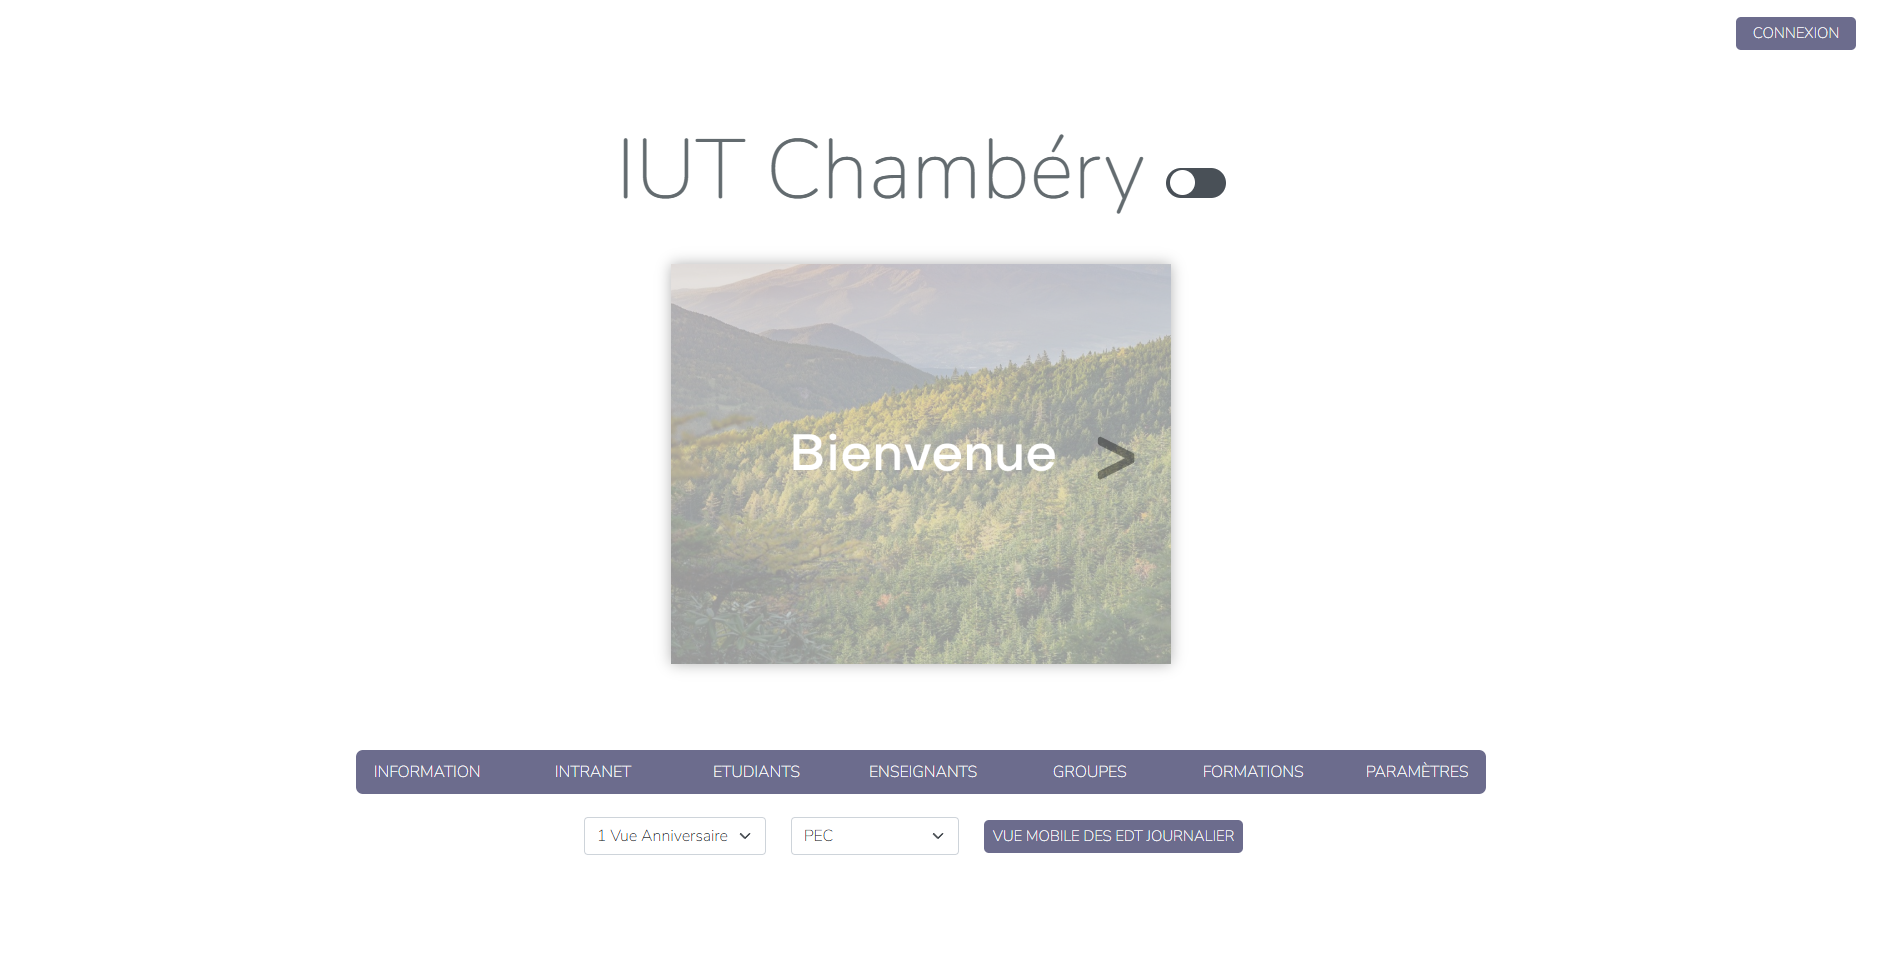 CONNEXION
IUT Chambéry
Bienvenue >
INFORMATION INTRANET ETUDIANTS ENSEIGNANTS GROUPES FORMATIONS PARAMÈTRES
1 Vue Anniversaire PEC VUE MOBILE DES EDT JOURNALIER